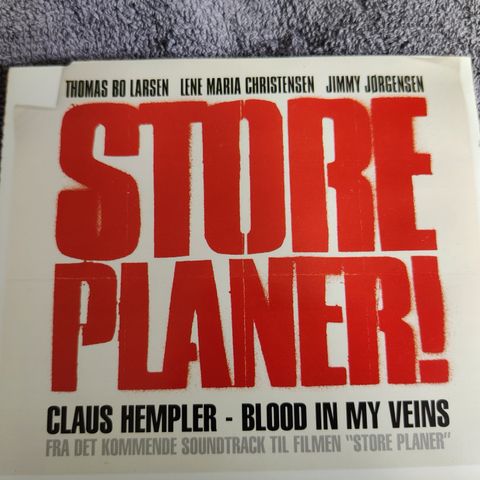 THOMAS BO LARSEN LENE MARIA CHRISTENSEN JIMMY JØRGENSEN
STORE
PLANER!
CLAUS HEMPLER - BLOOD IN MY VEINS
FRA DET KOMMENDE SOUNDTRACK TIL FILMEN "STORE PLANER"